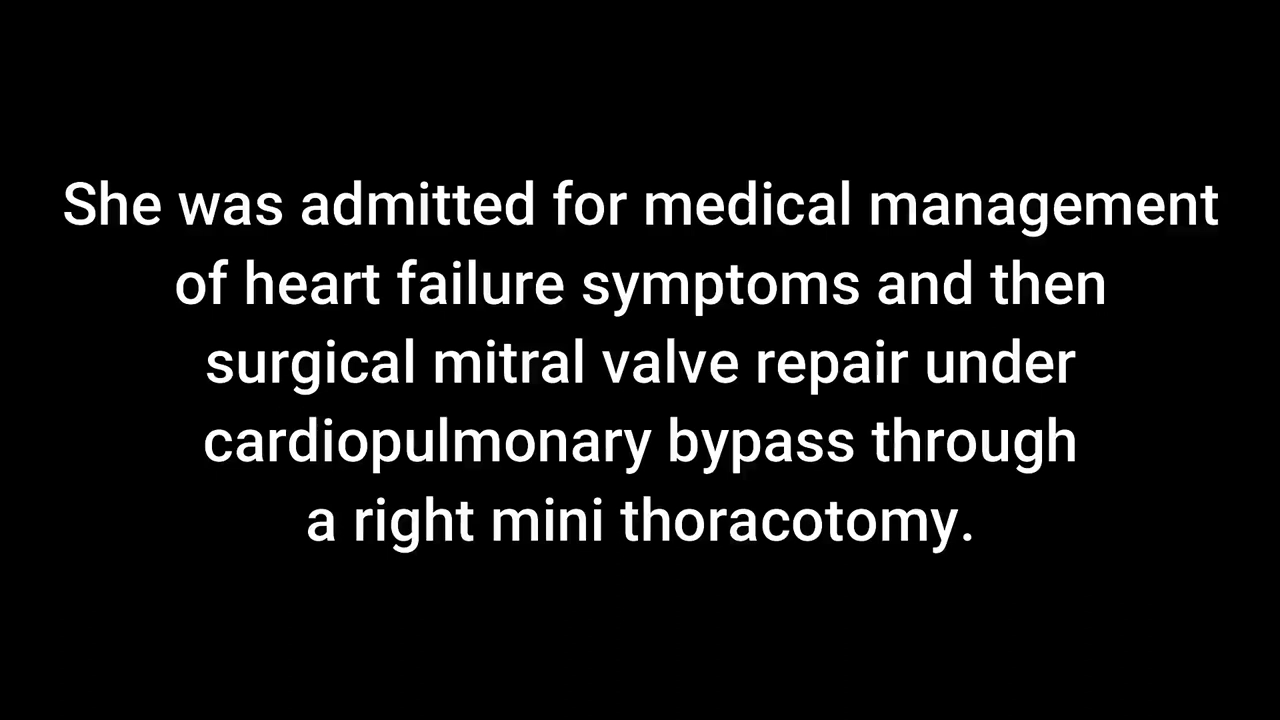 She was admitted for medical management
of heart failure symptoms and then
surgical mitral valve repair under
cardiopulmonary bypass through
a right mini thoracotomy.